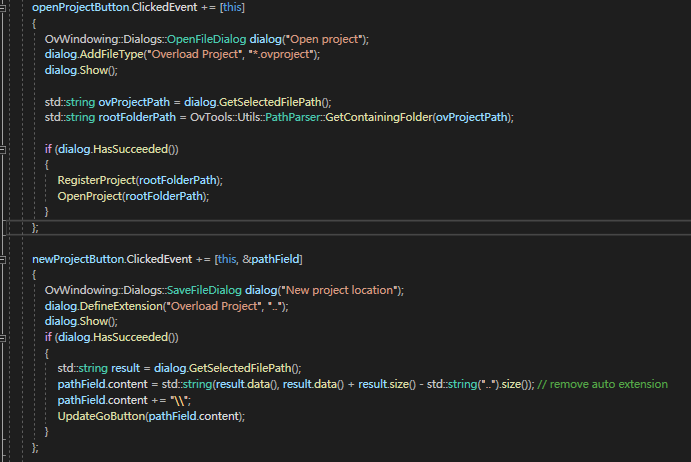 openProjectButton.ClickedEvent += [this]
{
OvWindowing::Dialogs::OpenFileDialog dialog("Open project");
dialog.AddFileType("Overload Project", "*.ovproject");
dialog.Show();
std::string ovProjectPath = dialog.GetSelectedFilePath();
std::string rootFolderPath = OvTools::Utils::PathParser::GetContainingFolder(ovProjectPath);
if (dialog.HasSucceeded())
{
RegisterProject(rootFolderPath);
OpenProject(rootFolderPath);
}
};
newProjectButton.ClickedEvent += [this, &pathField]
{
OvWindowing::Dialogs::SaveFileDialog dialog("New project location");
dialog.DefineExtension("Overload Project", "..");
dialog.Show();
if (dialog.HasSucceeded())
{
std::string result = dialog.GetSelectedFilePath();
pathField.content = std::string(result.data(), result.data() + result.size() - std::string("..").size()); // remove auto extension
pathField.content += "\\";
UpdateGoButton(pathField.content);
}
};